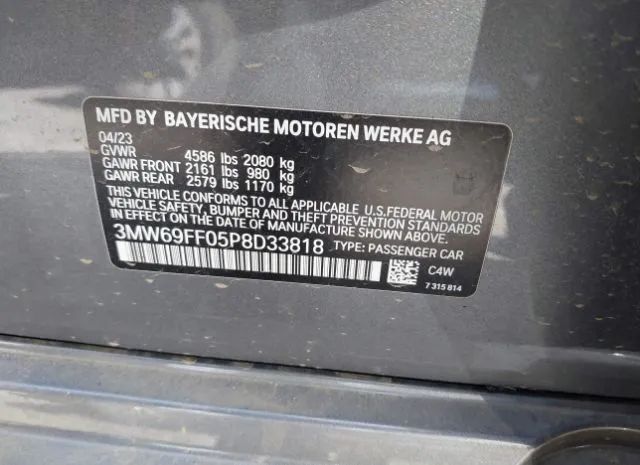 MFD BY BAYERISCHE MOTOREN WERKE AG
04/23
GVWR 4586 lbs 2080 kg
GAWR FRONT 2161 lbs 980 kg
GAWR REAR 2579 lbs 1170 kg
THIS VEHICLE CONFORMS TO ALL APPLICABLE U.S.FEDERAL MOTOR
VEHICLE SAFETY, BUMPER AND THEFT PREVENTION STANDARDS
IN EFFECT ON THE DATE OF MANUFACTURE SHOWN ABOVE.
3MW69FF05P8D33818 TYPE: PASSENGER CAR
C4W
7 315 814